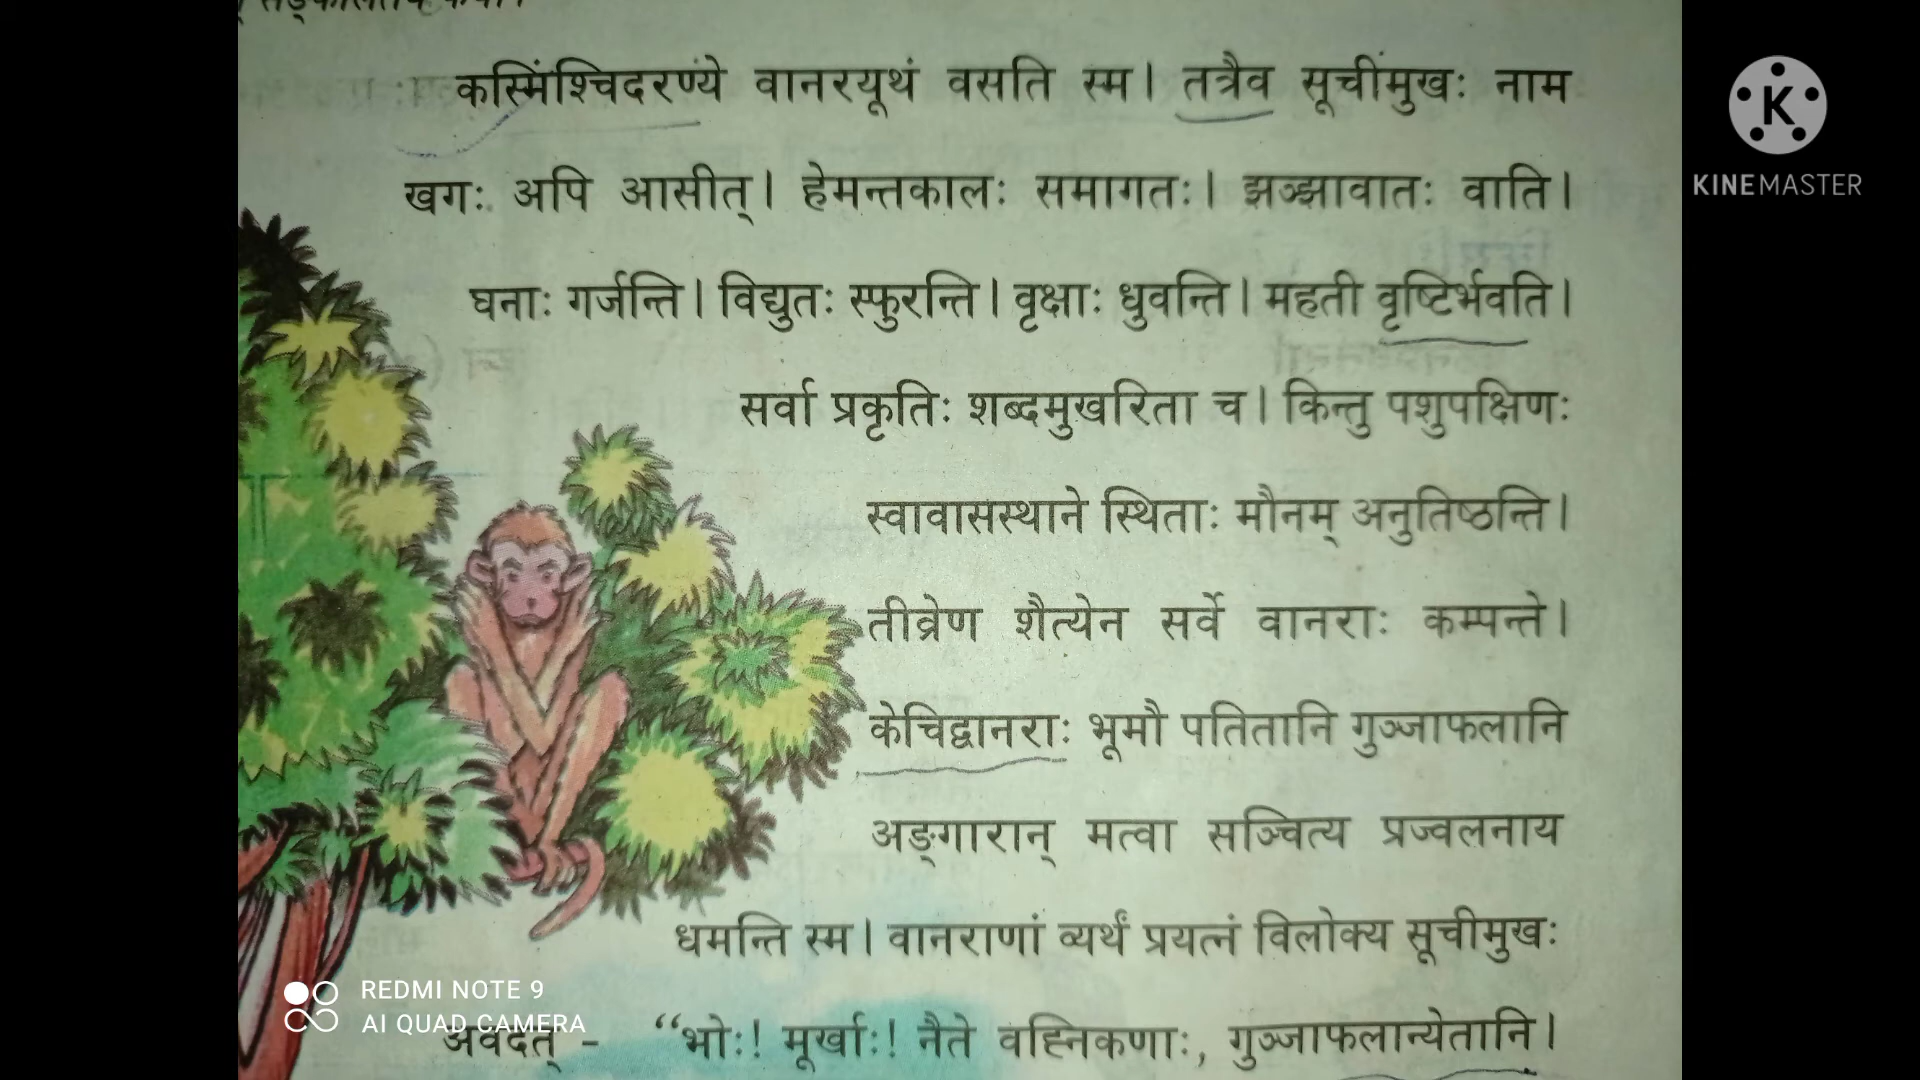 कस्मिंश्चिदरण्ये वानरयूथं वसति स्म। तत्रैव सूचीमुखः नाम
खगः अपि आसीत्। हेमन्तकालः समागतः। झञ्झावातः वाति।
घनाः गर्जन्ति। विद्युतः स्फुरन्ति। वृक्षाः धुवन्ति। महती वृष्टिर्भवति।
सर्वा प्रकृतिः शब्दमुखरिता च। किन्तु पशुपक्षिणः
स्वावासस्थाने स्थिताः मौनम् अनुतिष्ठन्ति।
तीव्रेण शैत्येन सर्वे वानराः कम्पन्ते।
केचिद्वानराः भूमौ पतितानि गुञ्जाफलानि
अङ्गारान् मत्वा सञ्चित्य प्रज्वलनाय
धमन्ति स्म। वानराणां व्यर्थं प्रयत्नं विलोक्य सूचीमुखः
अवदत् - “भोः! मूर्खाः! नैते वह्निकणाः, गुञ्जाफलान्येतानि।
K
KINEMASTER
REDMI NOTE 9
AI QUAD CAMERA